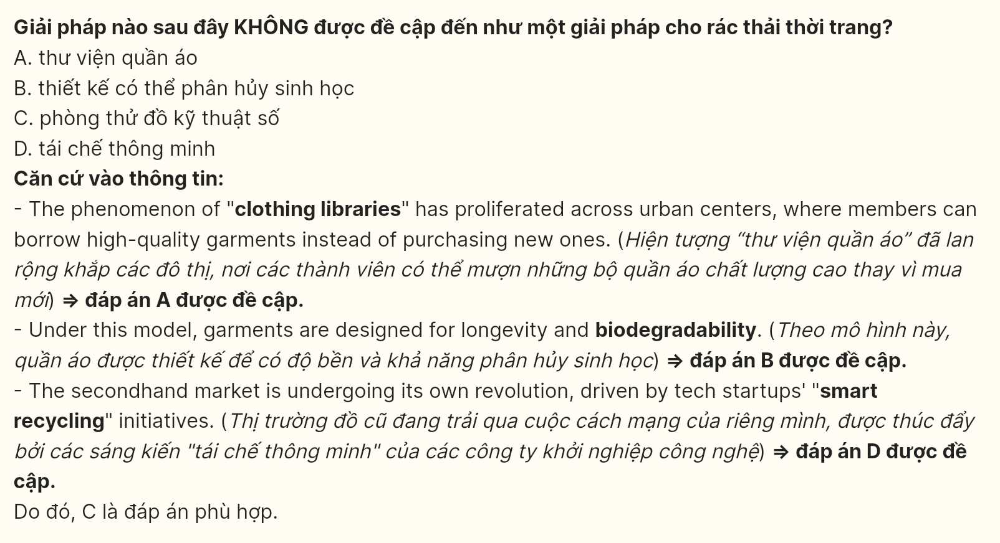 Giải pháp nào sau đây KHÔNG được đề cập đến như một giải pháp cho rác thải thời trang?
A. thư viện quần áo
B. thiết kế có thể phân hủy sinh học
C. phòng thử đồ kỹ thuật số
D. tái chế thông minh
Căn cứ vào thông tin:
- The phenomenon of "clothing libraries" has proliferated across urban centers, where members can
borrow high-quality garments instead of purchasing new ones. (Hiện tượng “thư viện quần áo” đã lan
rộng khắp các đô thị, nơi các thành viên có thể mượn những bộ quần áo chất lượng cao thay vì mua
mới) ⇒ đáp án A được đề cập.
- Under this model, garments are designed for longevity and biodegradability. (Theo mô hình này,
quần áo được thiết kế để có độ bền và khả năng phân hủy sinh học) ⇒ đáp án B được đề cập.
- The secondhand market is undergoing its own revolution, driven by tech startups' "smart
recycling" initiatives. (Thị trường đồ cũ đang trải qua cuộc cách mạng của riêng mình, được thúc đẩy
bởi các sáng kiến "tái chế thông minh" của các công ty khởi nghiệp công nghệ) ⇒ đáp án D được đề
cập.
Do đó, C là đáp án phù hợp.